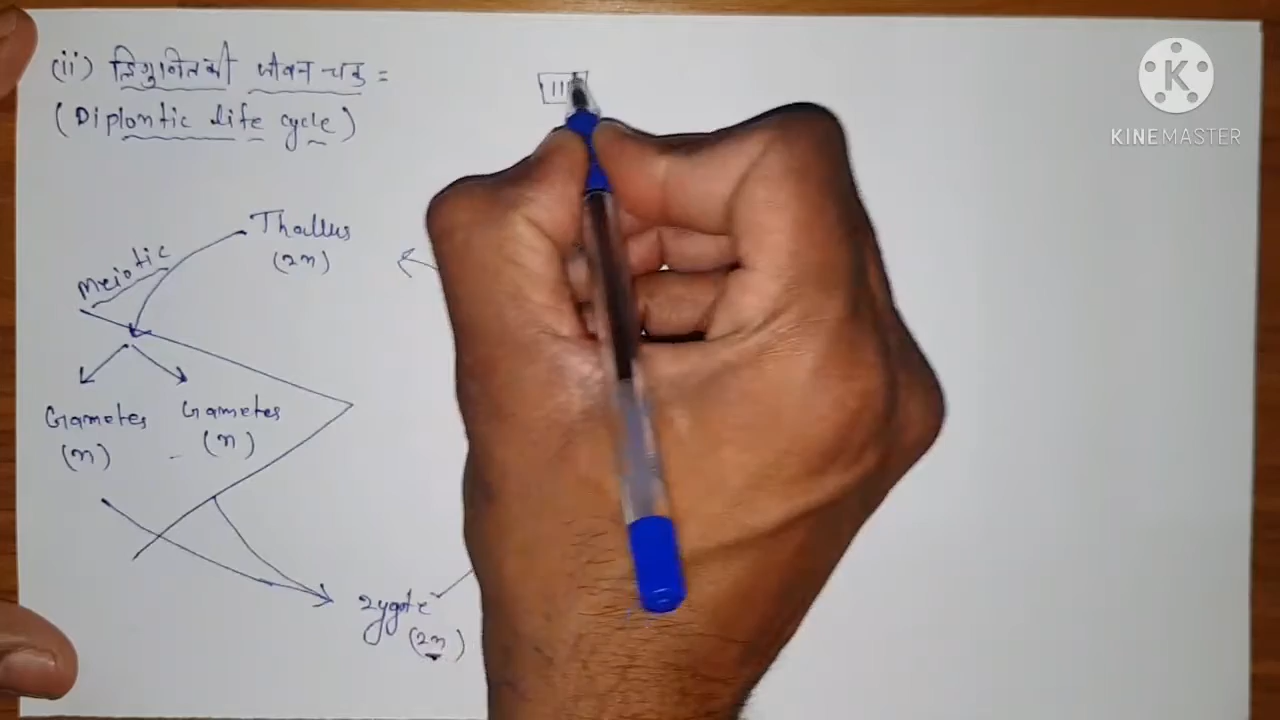 (ii) द्विगुणितकी जीवन चक्र =
(Diplontic life cycle)
Thallus
(2n)
Meiotic
Gametes Gametes
(n) (n)
Zygote
(2n)
KINEMASTER